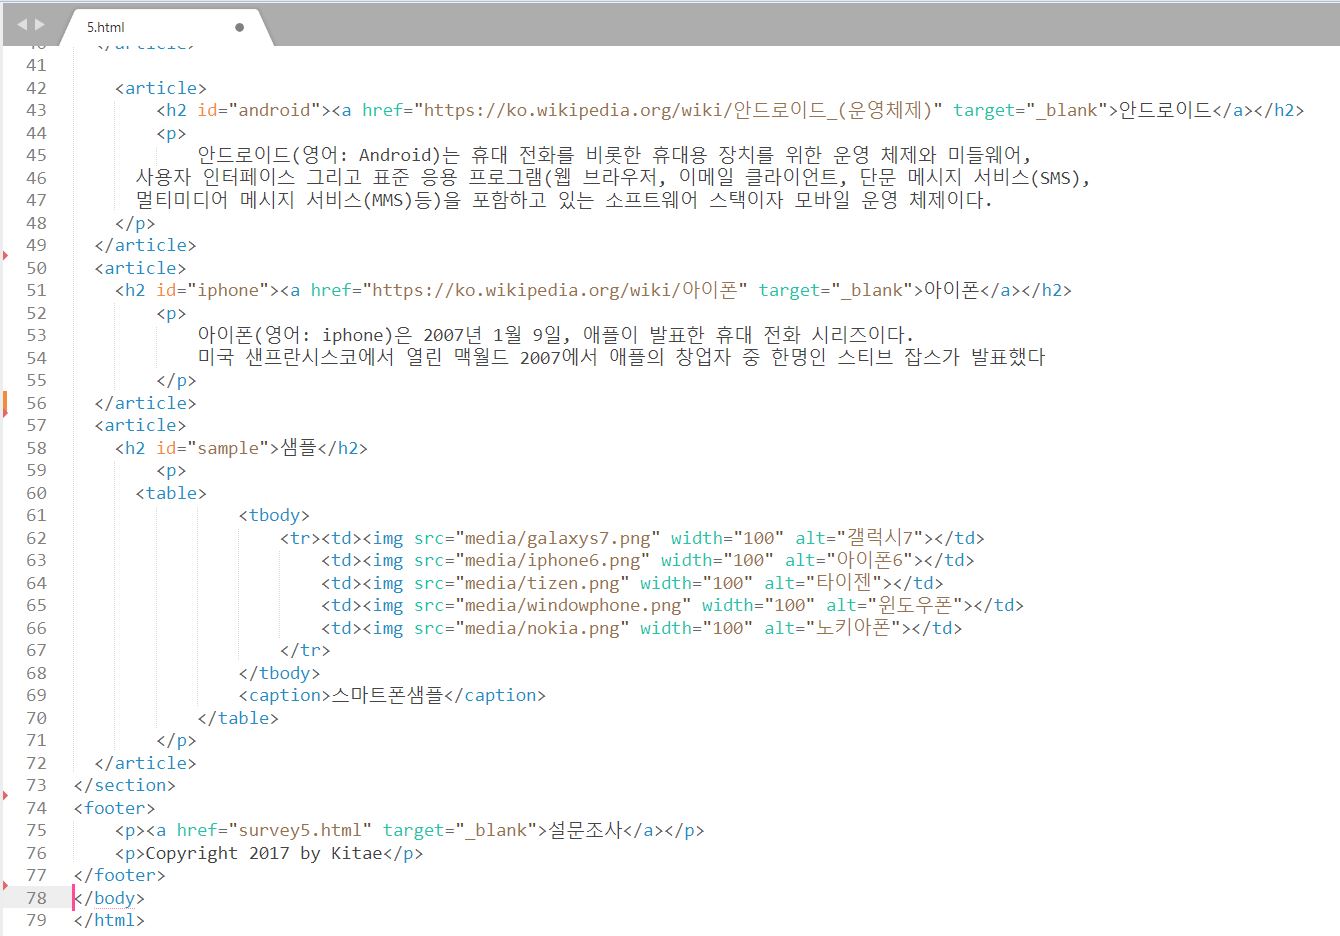 5.html
40 </article>
41
42 <article>
43 <h2 id="android"><a href="https://ko.wikipedia.org/wiki/안드로이드_(운영체제)" target="_blank">안드로이드</a></h2>
44 <p>
45 안드로이드(영어: Android)는 휴대 전화를 비롯한 휴대용 장치를 위한 운영 체제와 미들웨어,
46 사용자 인터페이스 그리고 표준 응용 프로그램(웹 브라우저, 이메일 클라이언트, 단문 메시지 서비스(SMS),
47 멀티미디어 메시지 서비스(MMS)등)을 포함하고 있는 소프트웨어 스택이자 모바일 운영 체제이다.
48 </p>
49 </article>
50 <article>
51 <h2 id="iphone"><a href="https://ko.wikipedia.org/wiki/아이폰" target="_blank">아이폰</a></h2>
52 <p>
53 아이폰(영어: iphone)은 2007년 1월 9일, 애플이 발표한 휴대 전화 시리즈이다.
54 미국 샌프란시스코에서 열린 맥월드 2007에서 애플의 창업자 중 한명인 스티브 잡스가 발표했다
55 </p>
56 </article>
57 <article>
58 <h2 id="sample">샘플</h2>
59 <p>
60 <table>
61 <tbody>
62 <tr><td><img src="media/galaxys7.png" width="100" alt="갤럭시7"></td>
63 <td><img src="media/iphone6.png" width="100" alt="아이폰6"></td>
64 <td><img src="media/tizen.png" width="100" alt="타이젠"></td>
65 <td><img src="media/windowphone.png" width="100" alt="윈도우폰"></td>
66 <td><img src="media/nokia.png" width="100" alt="노키아폰"></td>
67 </tr>
68 </tbody>
69 <caption>스마트폰샘플</caption>
70 </table>
71 </p>
72 </article>
73 </section>
74 <footer>
75 <p><a href="survey5.html" target="_blank">설문조사</a></p>
76 <p>Copyright 2017 by Kitae</p>
77 </footer>
78 </body>
79 </html>